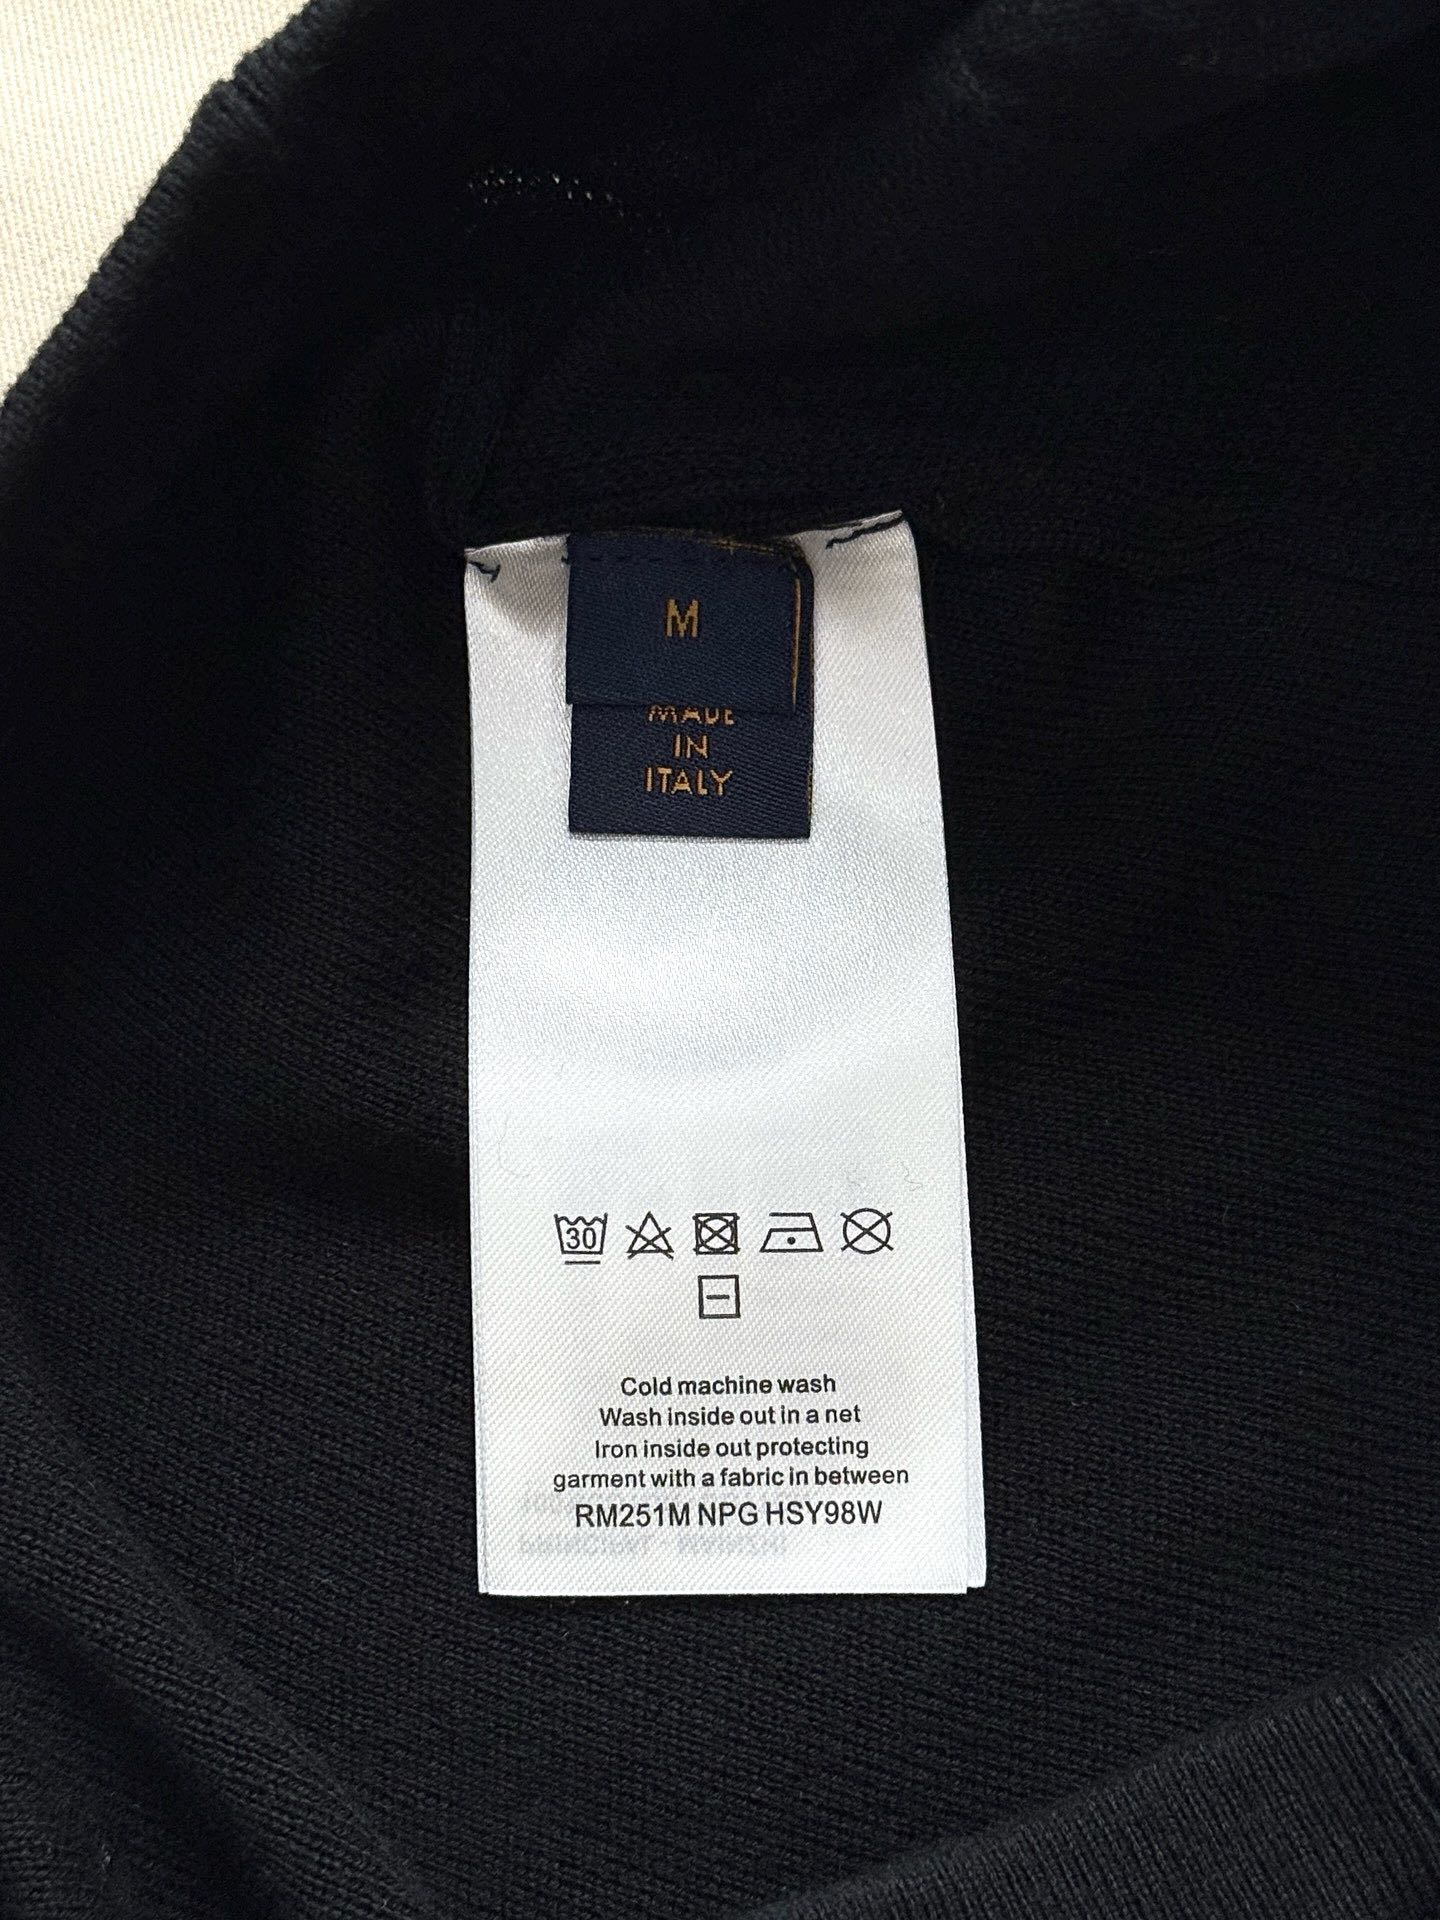 M
MADE
IN
ITALY
30
Cold machine wash
Wash inside out in a net
Iron inside out protecting
garment with a fabric in between
RM251M NPG HSY98W